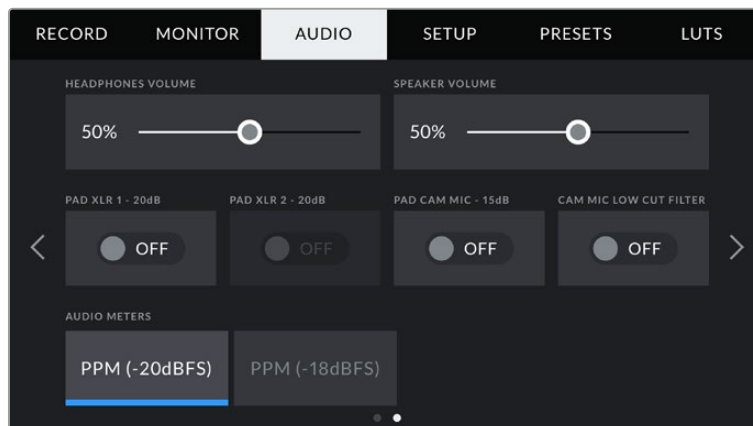 RECORD MONITOR AUDIO SETUP PRESETS LUTS
HEADPHONES VOLUME SPEAKER VOLUME
50% 50%
PAD XLR 1 - 20dB PAD XLR 2 - 20dB PAD CAM MIC - 15dB CAM MIC LOW CUT FILTER
OFF OFF OFF OFF
AUDIO METERS
PPM (-20dBFS) PPM (-18dBFS)